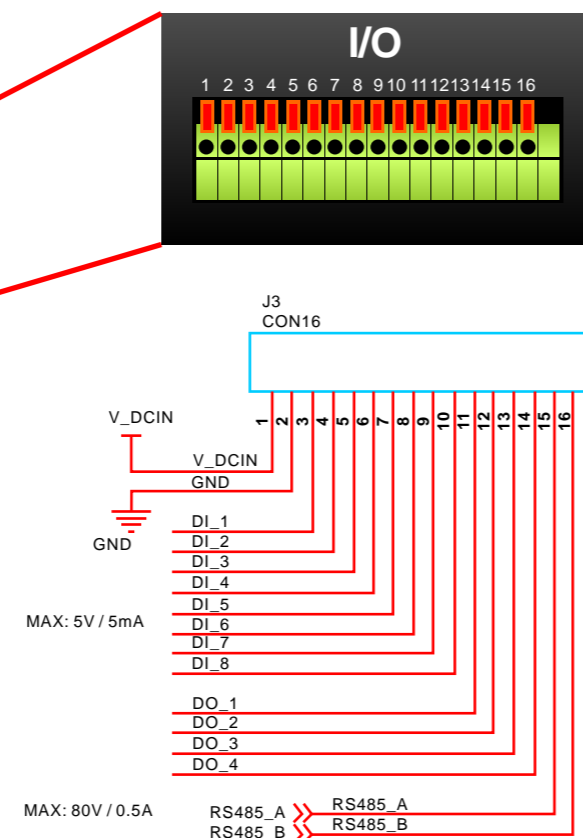 I/O
1 2 3 4 5 6 7 8 9 10 11 12 13 14 15 16
J3
CON16
1 2 3 4 5 6 7 8 9 10 11 12 13 14 15 16
V_DCIN
V_DCIN
GND
GND
DI_1
DI_2
DI_3
DI_4
DI_5
MAX: 5V / 5mA
DI_6
DI_7
DI_8
DO_1
DO_2
DO_3
DO_4
MAX: 80V / 0.5A
RS485_A RS485_A
RS485_B RS485_B